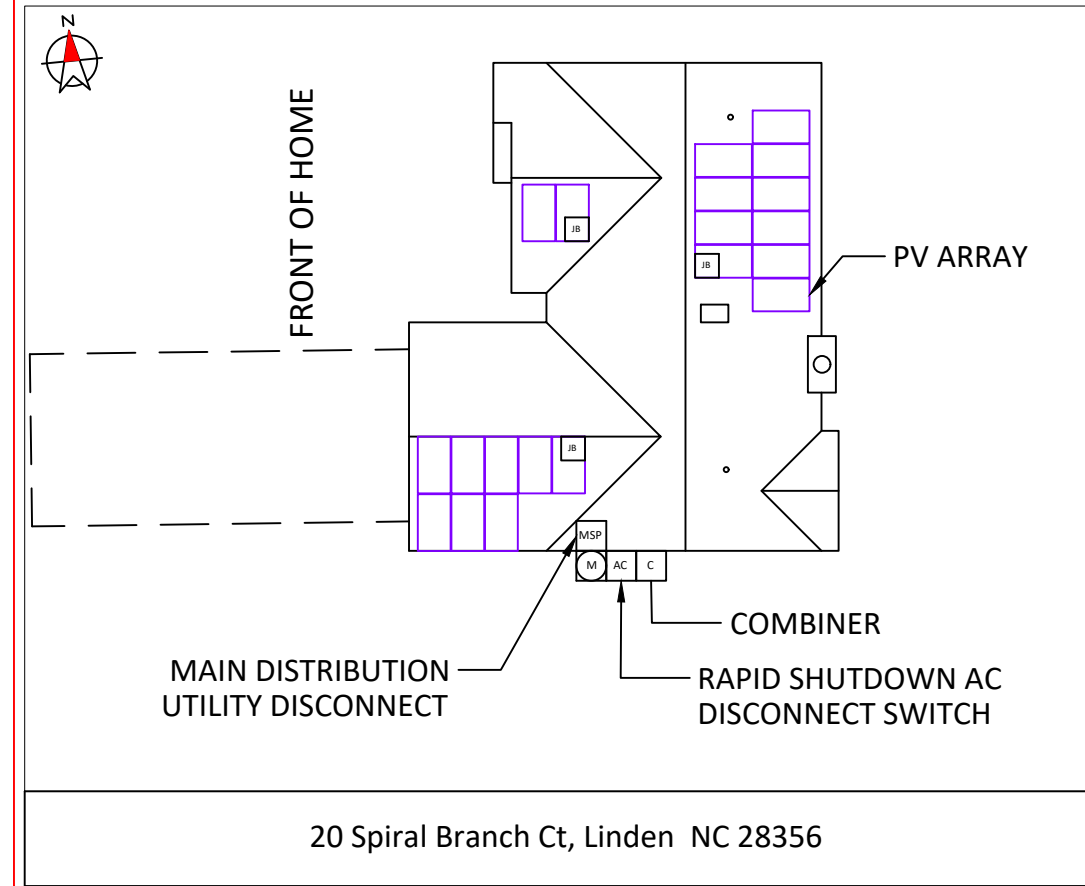 N
FRONT OF HOME
JB
JB
PV ARRAY
JB
MSP
M
AC
C
COMBINER
MAIN DISTRIBUTION
UTILITY DISCONNECT
RAPID SHUTDOWN AC
DISCONNECT SWITCH
20 Spiral Branch Ct, Linden  NC 28356